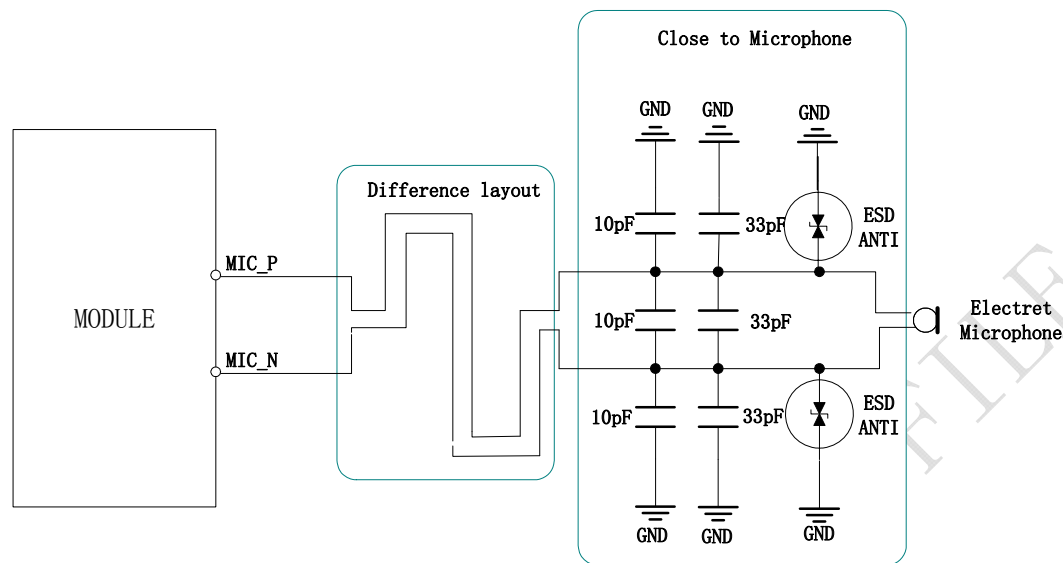 Close to Microphone
GND
GND
GND
Difference layout
10pF
33pF
ESD
ANTI
MIC_P
MODULE
10pF
33pF
Electret
Microphone
MIC_N
10pF
33pF
ESD
ANTI
GND
GND
GND
FILE